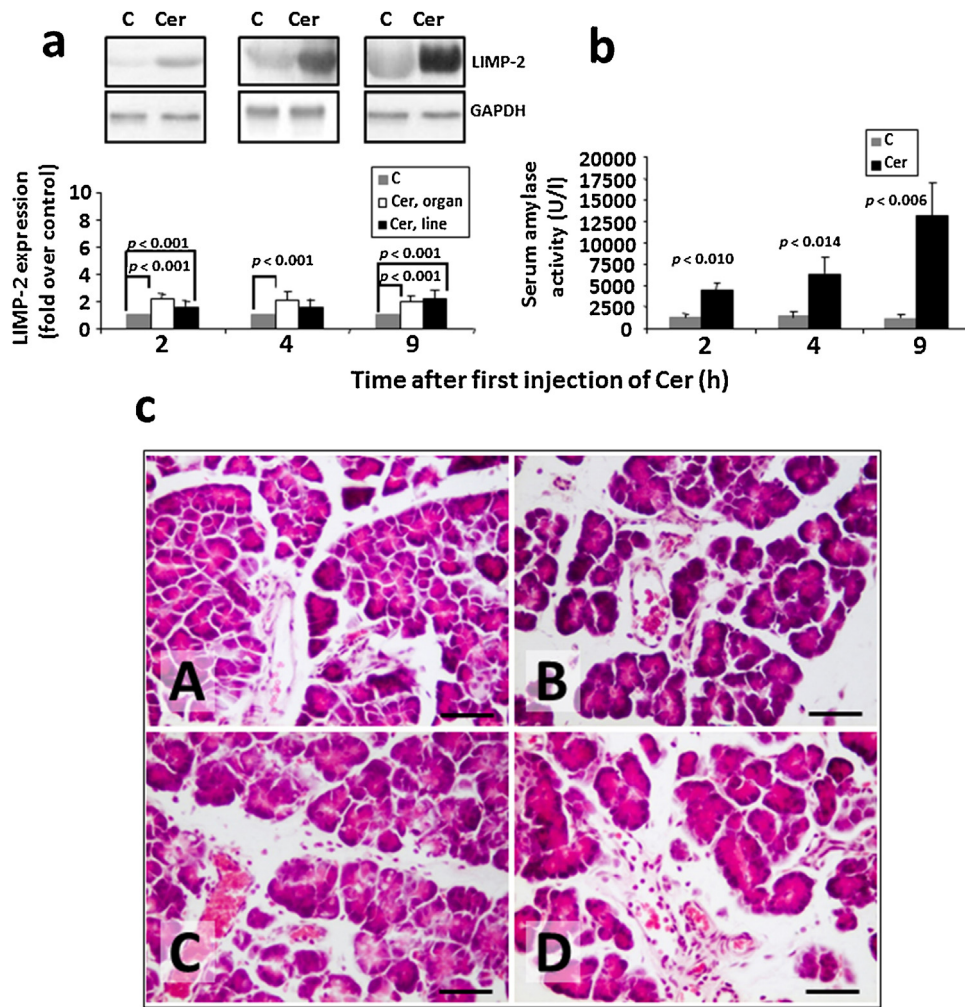 a
C Cer
C Cer
C Cer
LIMP-2
GAPDH
LIMP-2 expression
(fold over control)
10
8
6
4
2
0
C
Cer, organ
Cer, line
p < 0.001
p < 0.001
p < 0.001
p < 0.001
p < 0.001
2 4 9
b
Serum amylase
activity (U/l)
20000
17500
15000
12500
10000
7500
5000
2500
0
C
Cer
p < 0.010
p < 0.014
p < 0.006
2 4 9
Time after first injection of Cer (h)
c
A
B
C
D